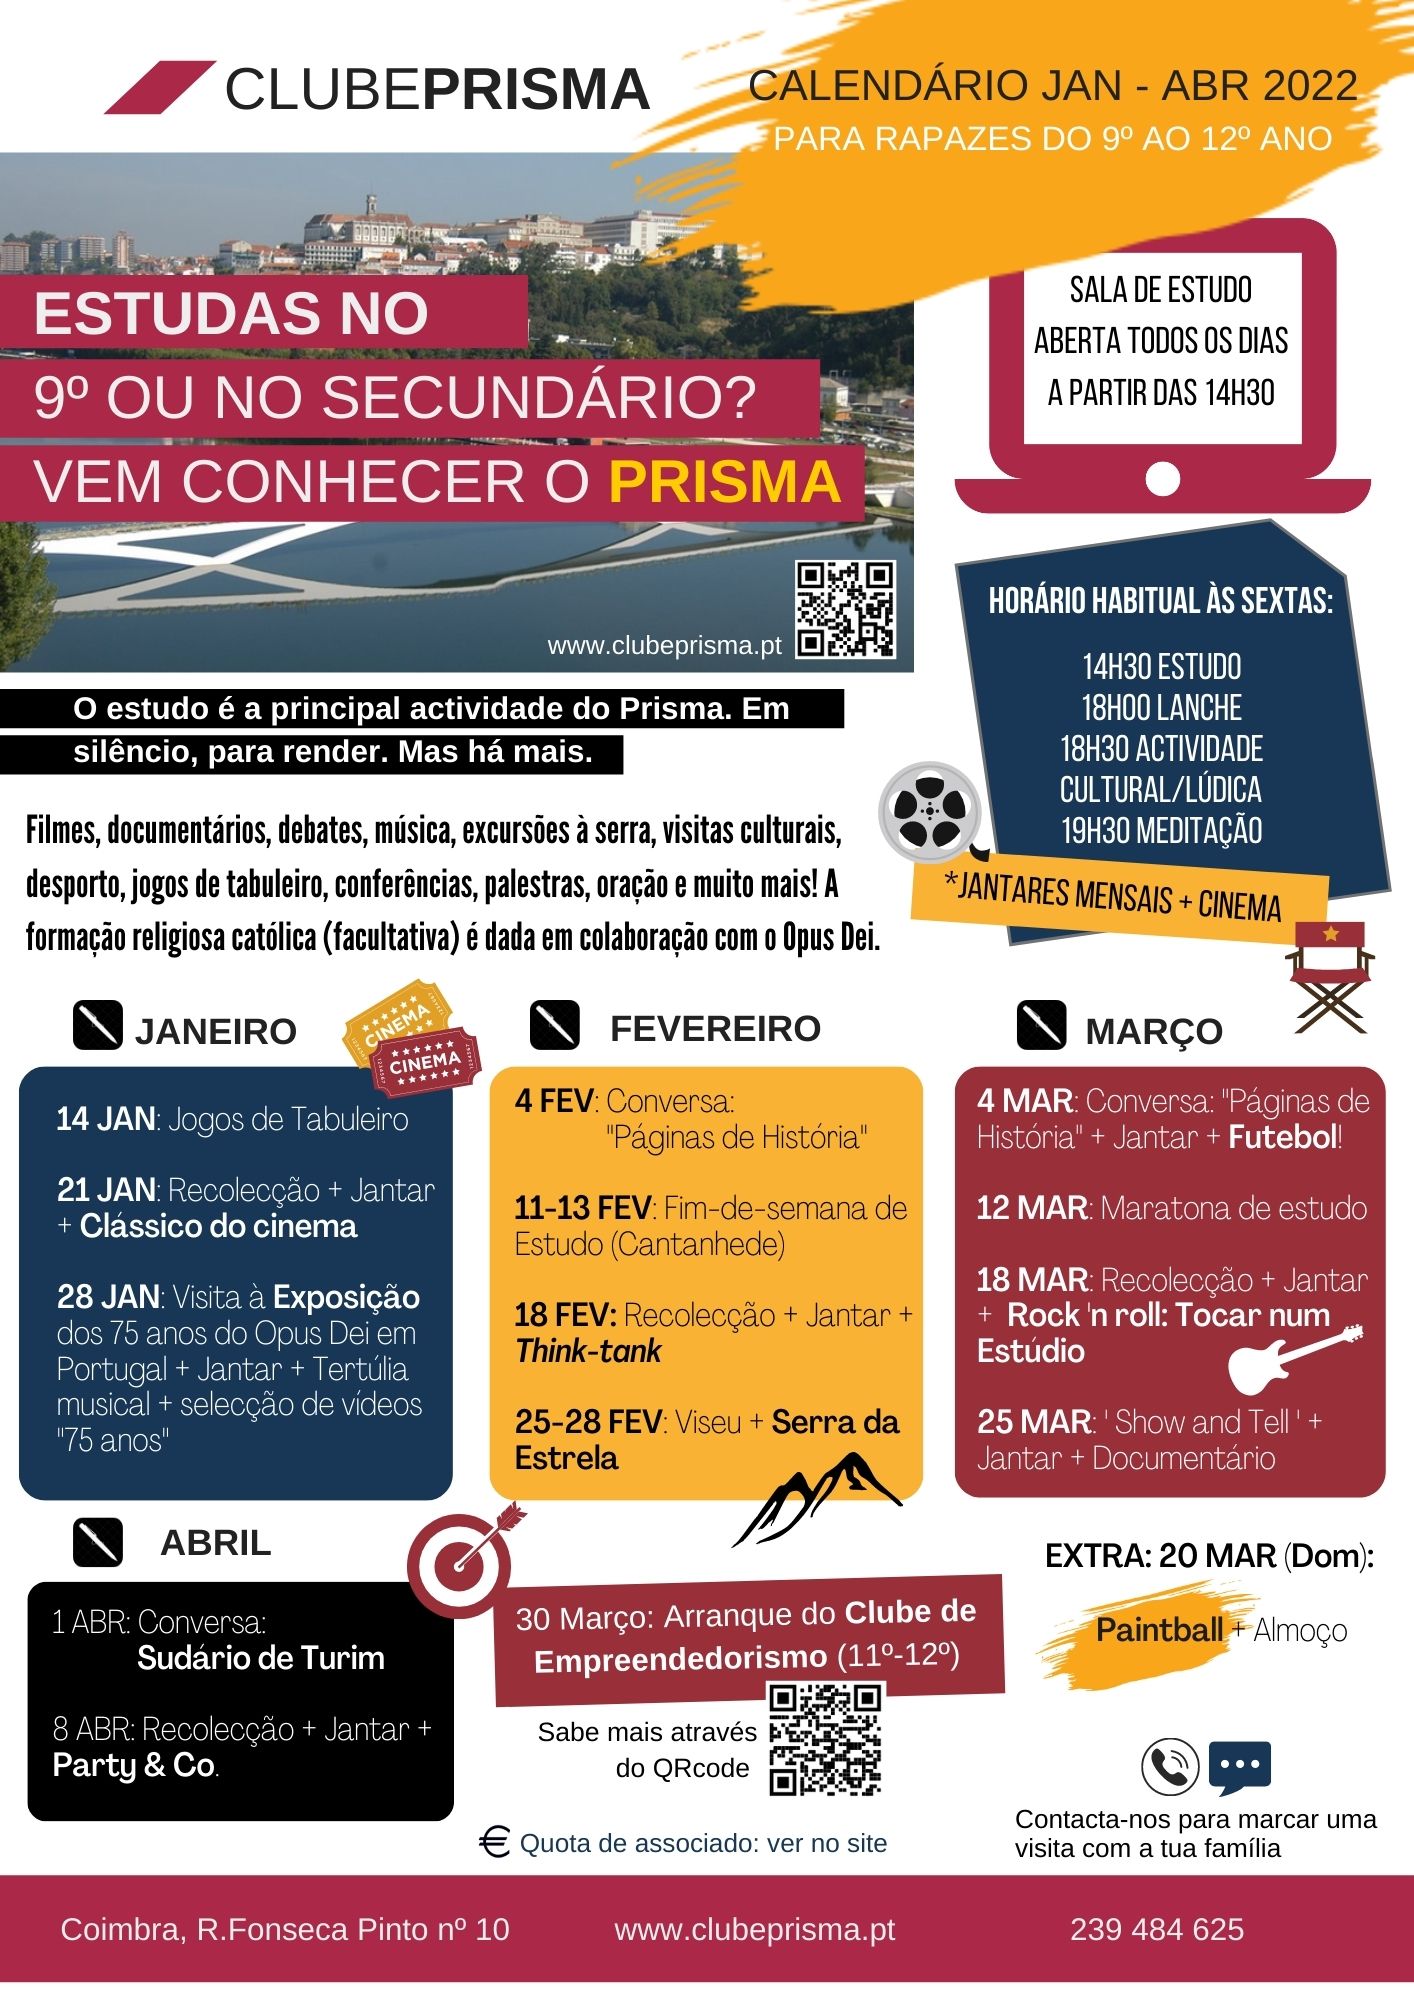 CLUBEPRISMA
CALENDÁRIO JAN - ABR 2022
PARA RAPAZES DO 9º AO 12º ANO
ESTUDAS NO
9º OU NO SECUNDÁRIO?
VEM CONHECER O PRISMA
www.clubeprisma.pt
SALA DE ESTUDO
ABERTA TODOS OS DIAS
A PARTIR DAS 14H30
HORÁRIO HABITUAL ÀS SEXTAS:
14H30 ESTUDO
18H00 LANCHE
18H30 ACTIVIDADE
CULTURAL/LÚDICA
19H30 MEDITAÇÃO
*JANTARES MENSAIS + CINEMA
O estudo é a principal actividade do Prisma. Em
silêncio, para render. Mas há mais.
Filmes, documentários, debates, música, excursões à serra, visitas culturais,
desporto, jogos de tabuleiro, conferências, palestras, oração e muito mais! A
formação religiosa católica (facultativa) é dada em colaboração com o Opus Dei.
JANEIRO
CINEMA
CINEMA
14 JAN: Jogos de Tabuleiro
21 JAN: Recolecção + Jantar
+ Clássico do cinema
28 JAN: Visita à Exposição
dos 75 anos do Opus Dei em
Portugal + Jantar + Tertúlia
musical + selecção de vídeos
"75 anos"
FEVEREIRO
4 FEV: Conversa:
"Páginas de História"
11-13 FEV: Fim-de-semana de
Estudo (Cantanhede)
18 FEV: Recolecção + Jantar +
Think-tank
25-28 FEV: Viseu + Serra da
Estrela
MARÇO
4 MAR: Conversa: "Páginas de
História" + Jantar + Futebol!
12 MAR: Maratona de estudo
18 MAR: Recolecção + Jantar
+ Rock 'n roll: Tocar num
Estúdio
25 MAR: ' Show and Tell ' +
Jantar + Documentário
ABRIL
1 ABR: Conversa:
Sudário de Turim
8 ABR: Recolecção + Jantar +
Party & Co.
30 Março: Arranque do Clube de
Empreendedorismo (11º-12º)
Sabe mais através
do QRcode
€ Quota de associado: ver no site
EXTRA: 20 MAR (Dom):
Paintball + Almoço
Contacta-nos para marcar uma
visita com a tua família
Coimbra, R.Fonseca Pinto nº 10
www.clubeprisma.pt
239 484 625